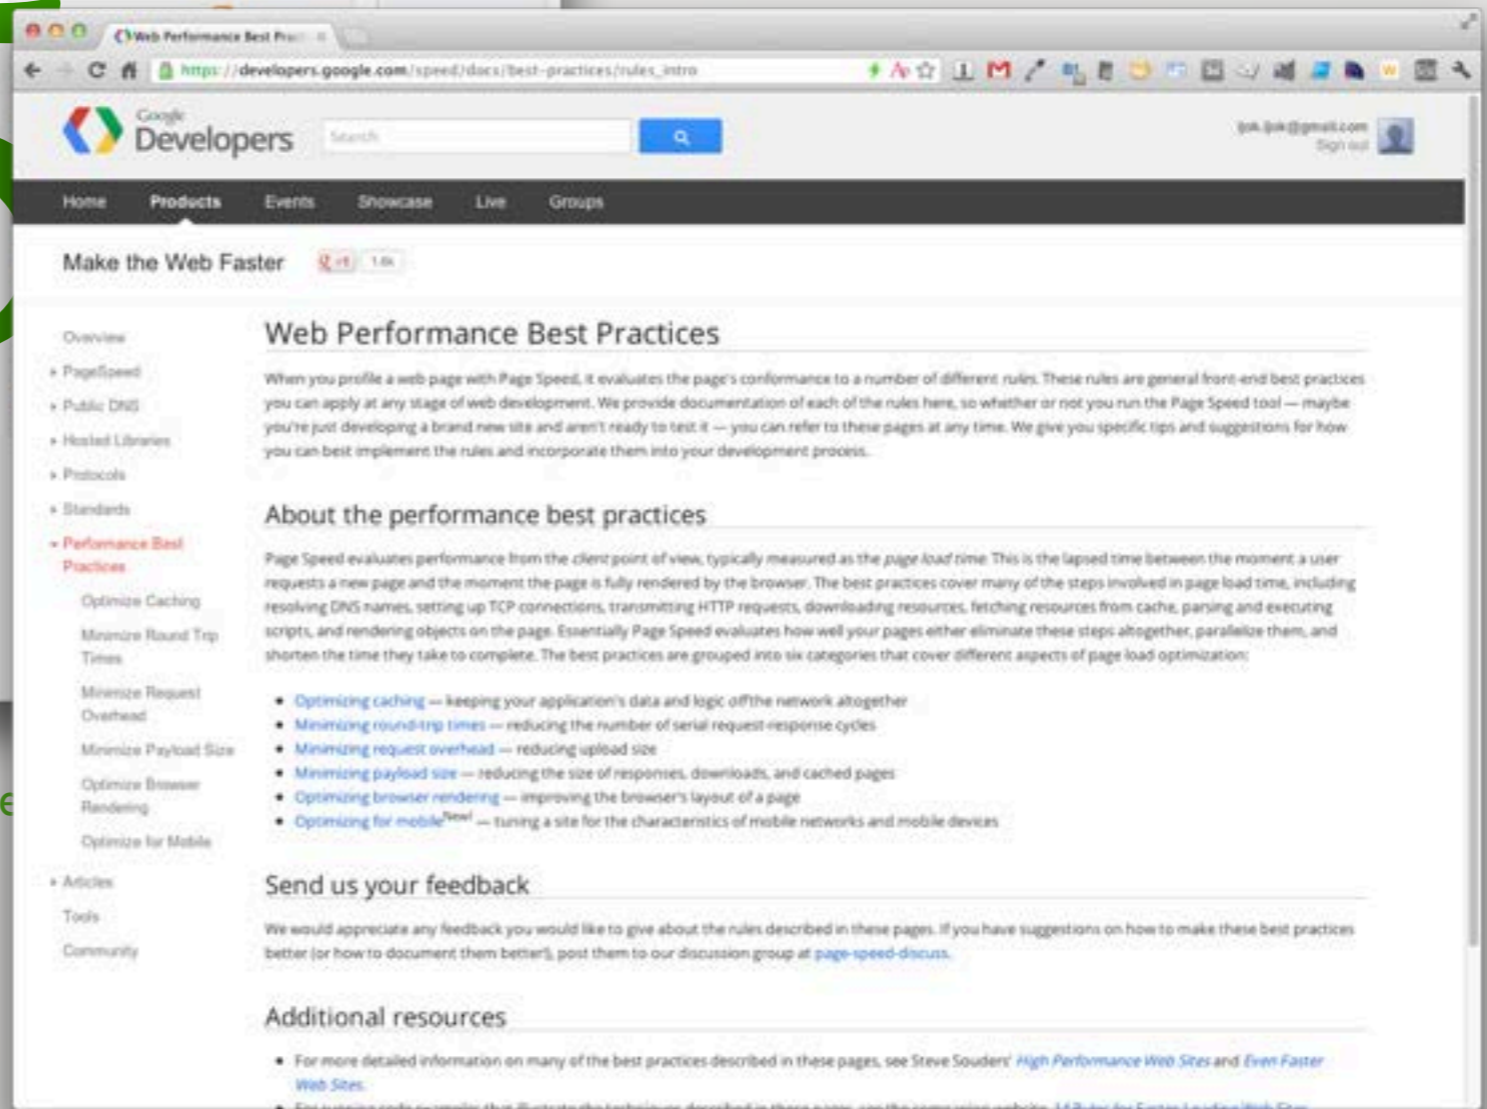 Web Performance Best Prac
https://developers.google.com/speed/docs/best-practices/rules_intro
Google
Developers
Search
Sign out
Home Products Events Showcase Live Groups
Make the Web Faster
+1 1.6k
Overview
PageSpeed
Public DNS
Hosted Libraries
Protocols
Standards
Performance Best
Practices
Optimize Caching
Minimize Round Trip
Times
Minimize Request
Overhead
Minimize Payload Size
Optimize Browser
Rendering
Optimize for Mobile
Articles
Tools
Community
Web Performance Best Practices
When you profile a web page with Page Speed, it evaluates the page's conformance to a number of different rules. These rules are general front-end best practices
you can apply at any stage of web development. We provide documentation of each of the rules here, so whether or not you run the Page Speed tool — maybe
you're just developing a brand new site and aren't ready to test it — you can refer to these pages at any time. We give you specific tips and suggestions for how
you can best implement the rules and incorporate them into your development process.
About the performance best practices
Page Speed evaluates performance from the client point of view, typically measured as the page load time. This is the lapsed time between the moment a user
requests a new page and the moment the page is fully rendered by the browser. The best practices cover many of the steps involved in page load time, including
resolving DNS names, setting up TCP connections, transmitting HTTP requests, downloading resources, fetching resources from cache, parsing and executing
scripts, and rendering objects on the page. Essentially Page Speed evaluates how well your pages either eliminate these steps altogether, parallelize them, and
shorten the time they take to complete. The best practices are grouped into six categories that cover different aspects of page load optimization:
Optimizing caching — keeping your application's data and logic off the network altogether
Minimizing round-trip times — reducing the number of serial request-response cycles
Minimizing request overhead — reducing upload size
Minimizing payload size — reducing the size of responses, downloads, and cached pages
Optimizing browser rendering — improving the browser's layout of a page
Optimizing for mobile New! — tuning a site for the characteristics of mobile networks and mobile devices
Send us your feedback
We would appreciate any feedback you would like to give about the rules described in these pages. If you have suggestions on how to make these best practices
better (or how to document them better!), post them to our discussion group at page-speed-discuss.
Additional resources
For more detailed information on many of the best practices described in these pages, see Steve Souders' High Performance Web Sites and Even Faster
Web Sites.